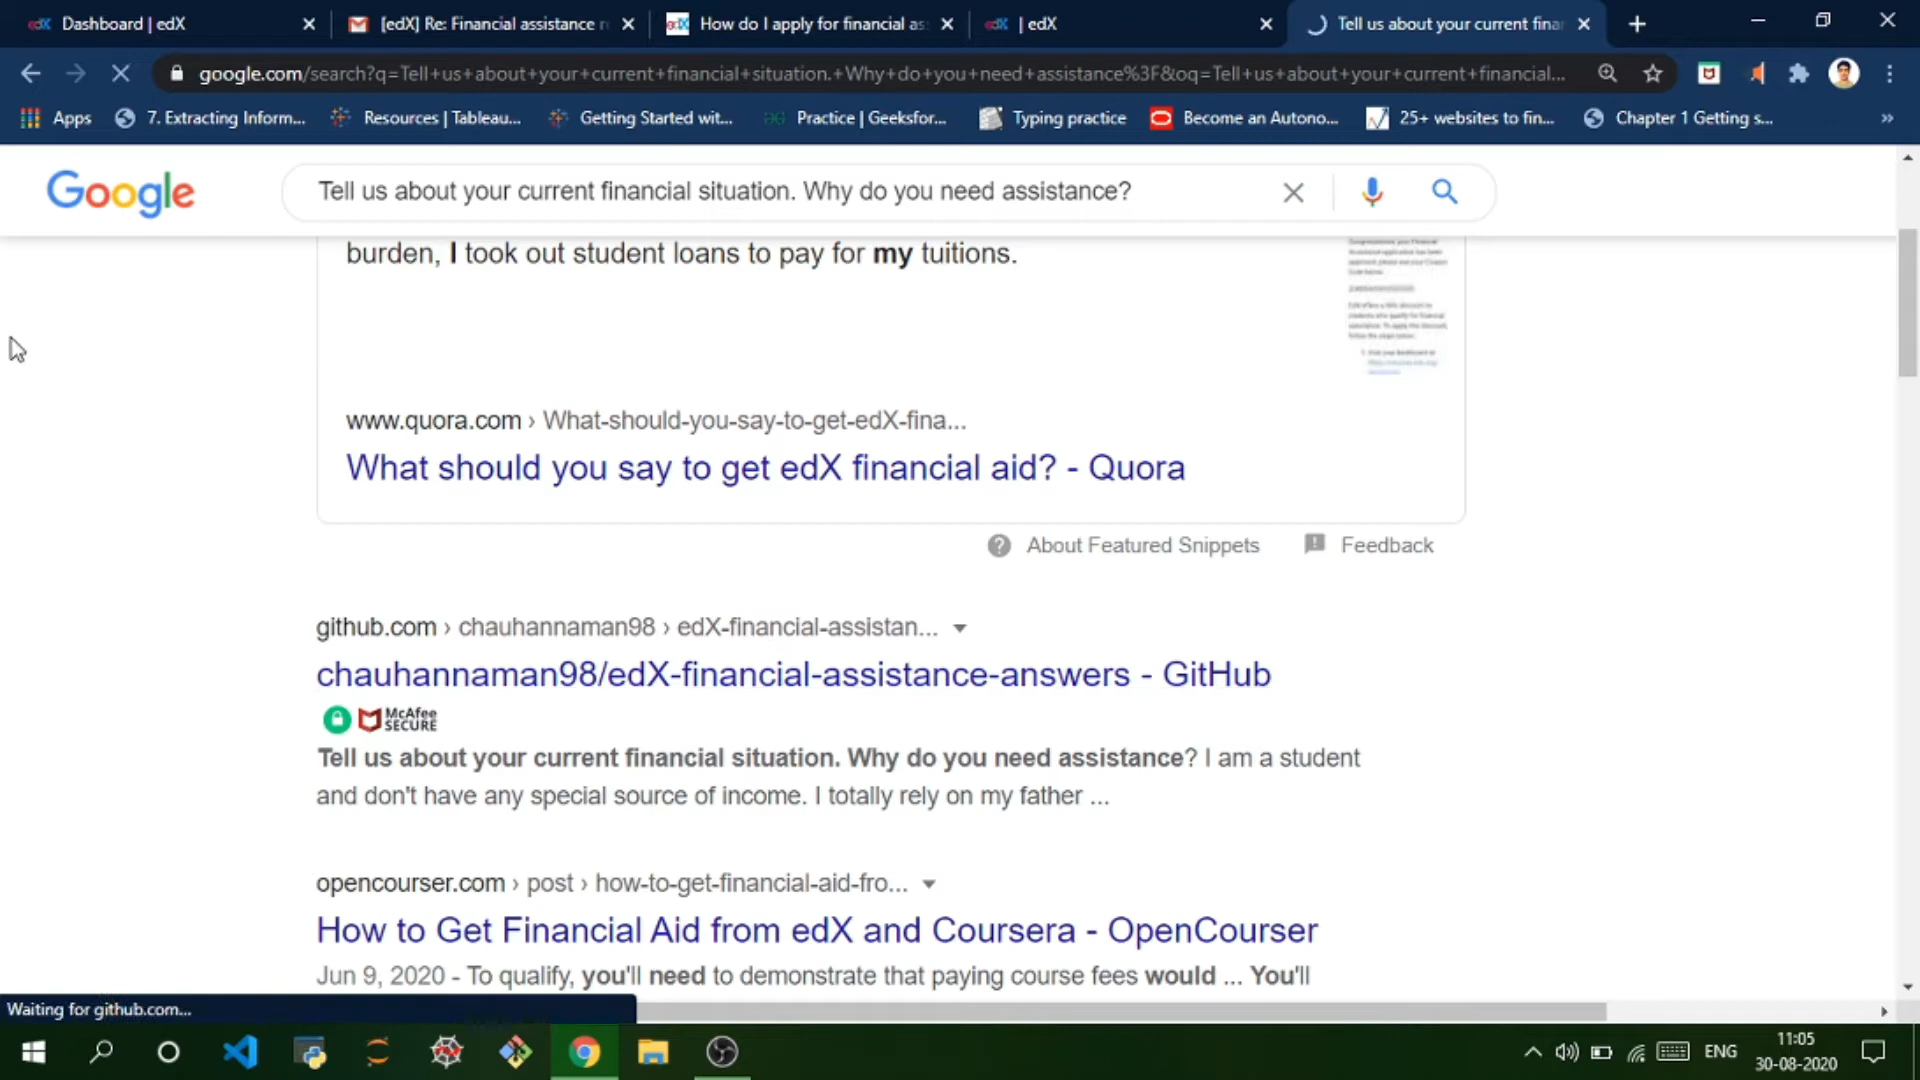 Dashboard | edX
[edX] Re: Financial assistance r
How do I apply for financial as
| edX
Tell us about your current fina
google.com/search?q=Tell+us+about+your+current+financial+situation.+Why+do+you+need+assistance%3F&oq=Tell+us+about+your+current+financial...
Apps
7. Extracting Inform...
Resources | Tableau...
Getting Started wit...
Practice | Geeksfor...
Typing practice
Become an Autono...
25+ websites to fin...
Chapter 1 Getting s...
»
Google
Tell us about your current financial situation. Why do you need assistance?
burden, I took out student loans to pay for my tuitions.
www.quora.com › What-should-you-say-to-get-edX-fina...
What should you say to get edX financial aid? - Quora
About Featured Snippets
Feedback
github.com › chauhannaman98 › edX-financial-assistan...
chauhannaman98/edX-financial-assistance-answers - GitHub
McAfee
SECURE
Tell us about your current financial situation. Why do you need assistance? I am a student
and don't have any special source of income. I totally rely on my father ...
opencourser.com › post › how-to-get-financial-aid-fro...
How to Get Financial Aid from edX and Coursera - OpenCourser
Jun 9, 2020 - To qualify, you'll need to demonstrate that paying course fees would ... You'll
Waiting for github.com...
ENG
11:05
30-08-2020